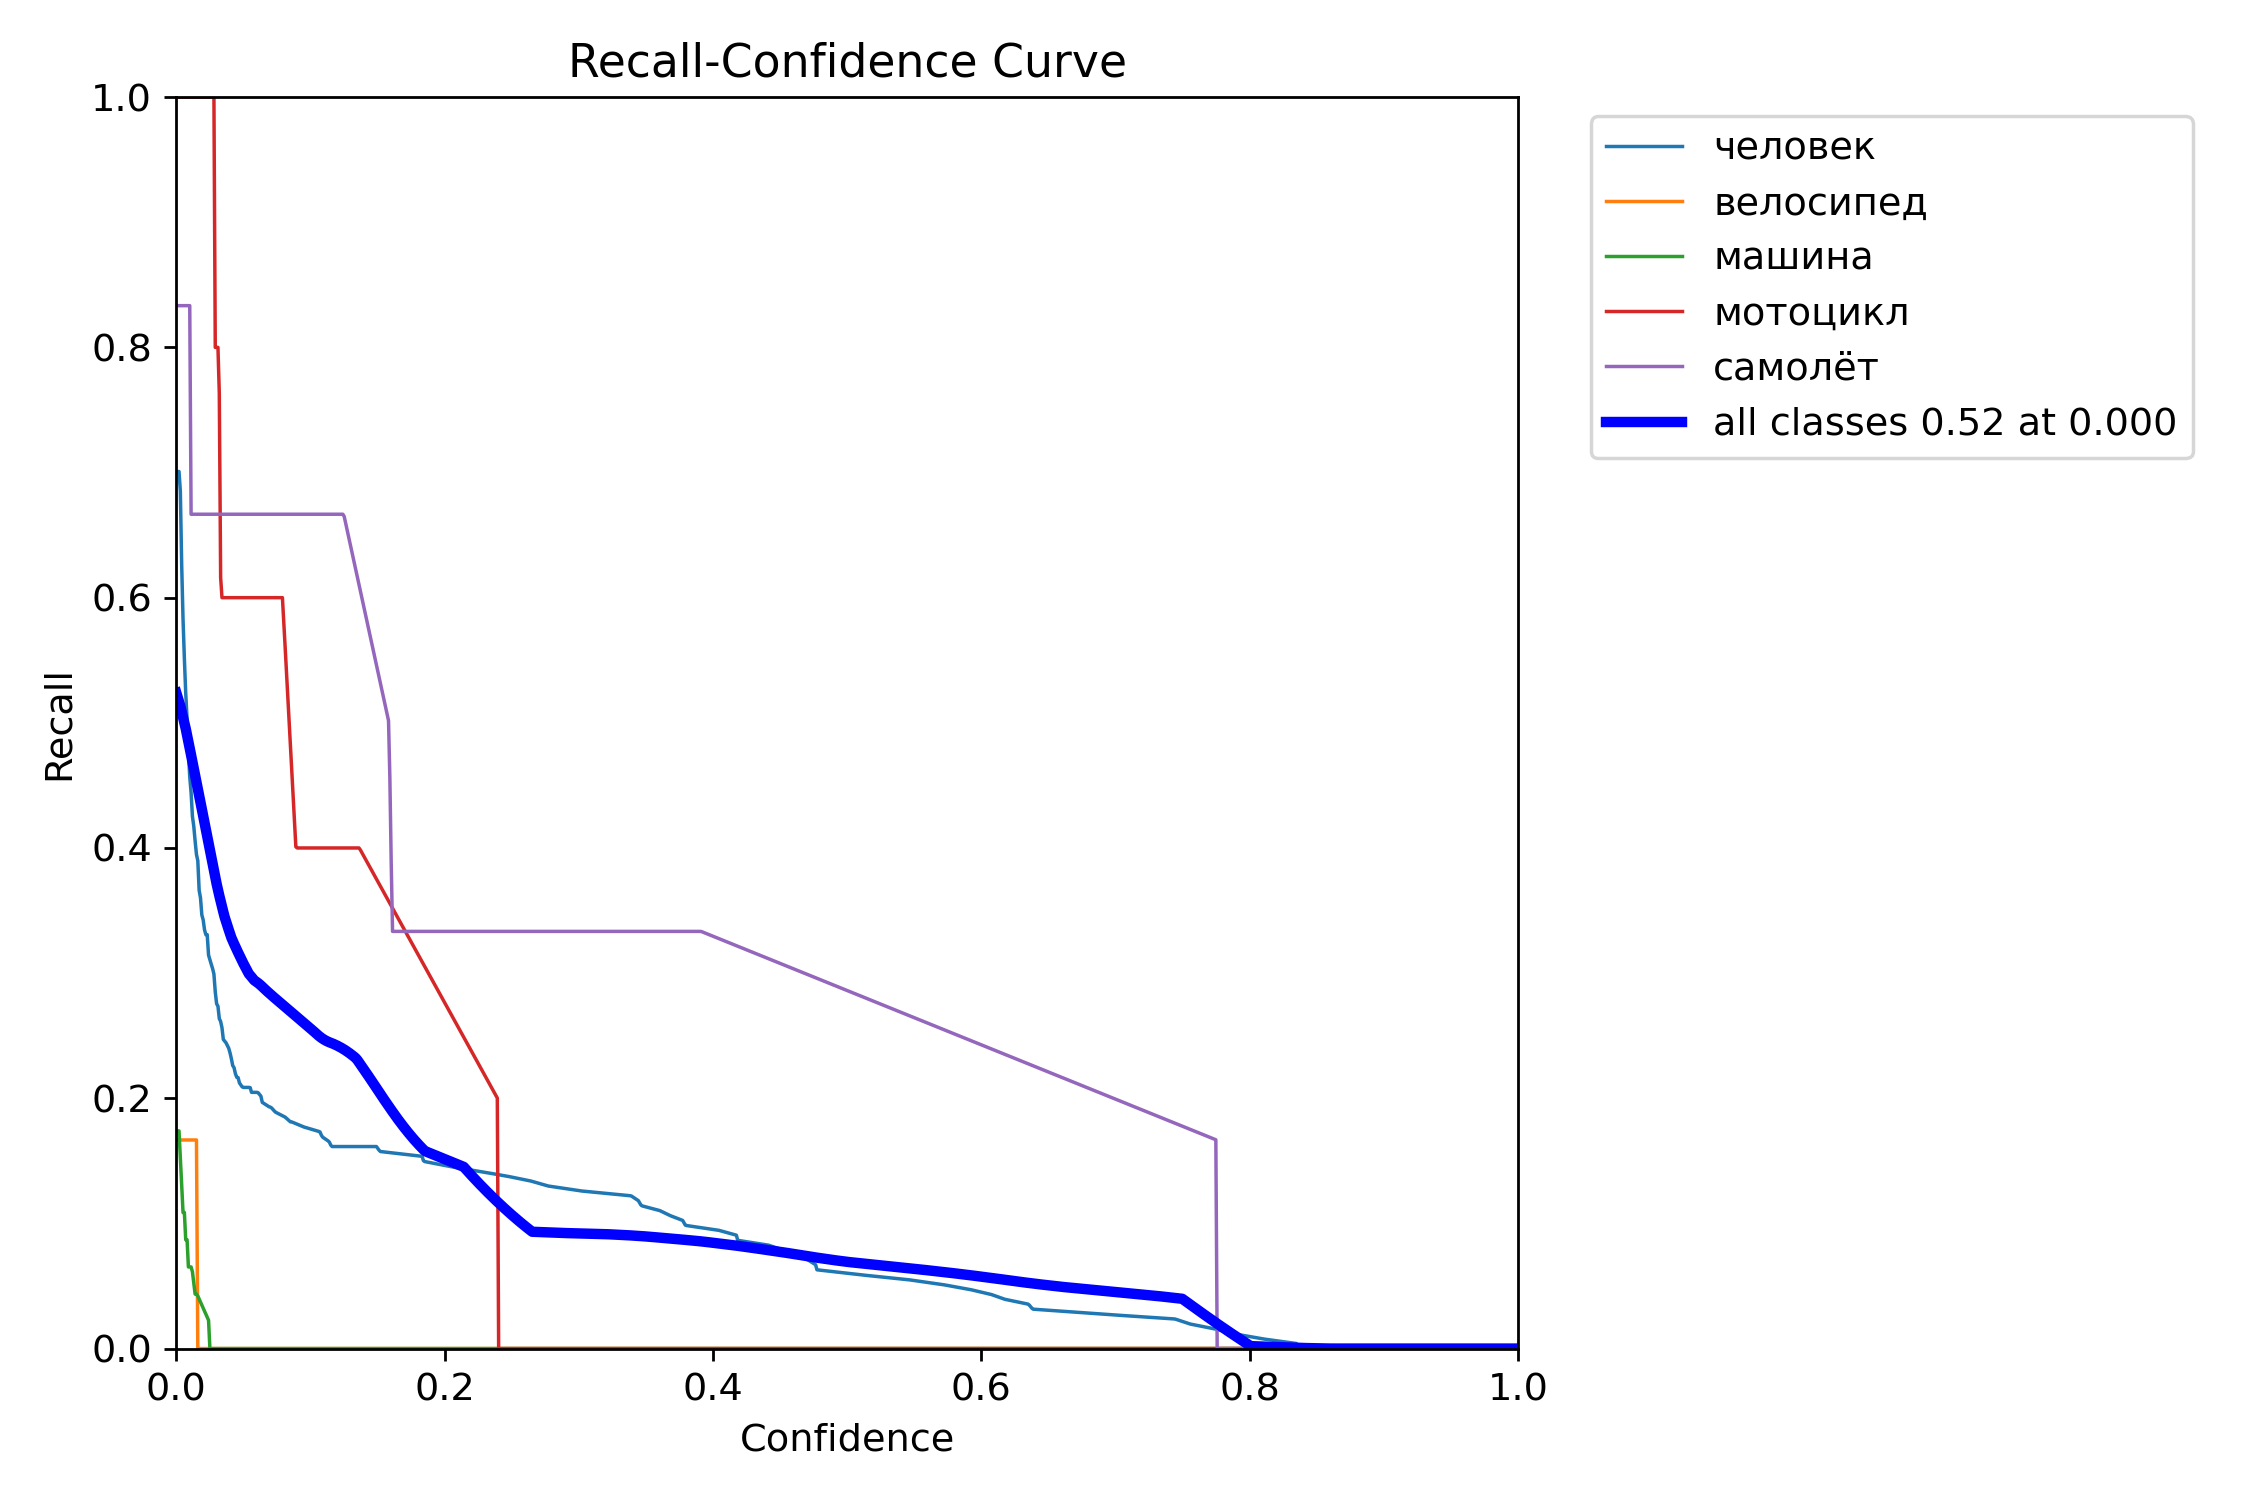 Recall-Confidence Curve
1.0
0.8
0.6
0.4
0.2
0.0
Recall
0.0 0.2 0.4 0.6 0.8 1.0
Confidence
человек
велосипед
машина
мотоцикл
самолёт
all classes 0.52 at 0.000